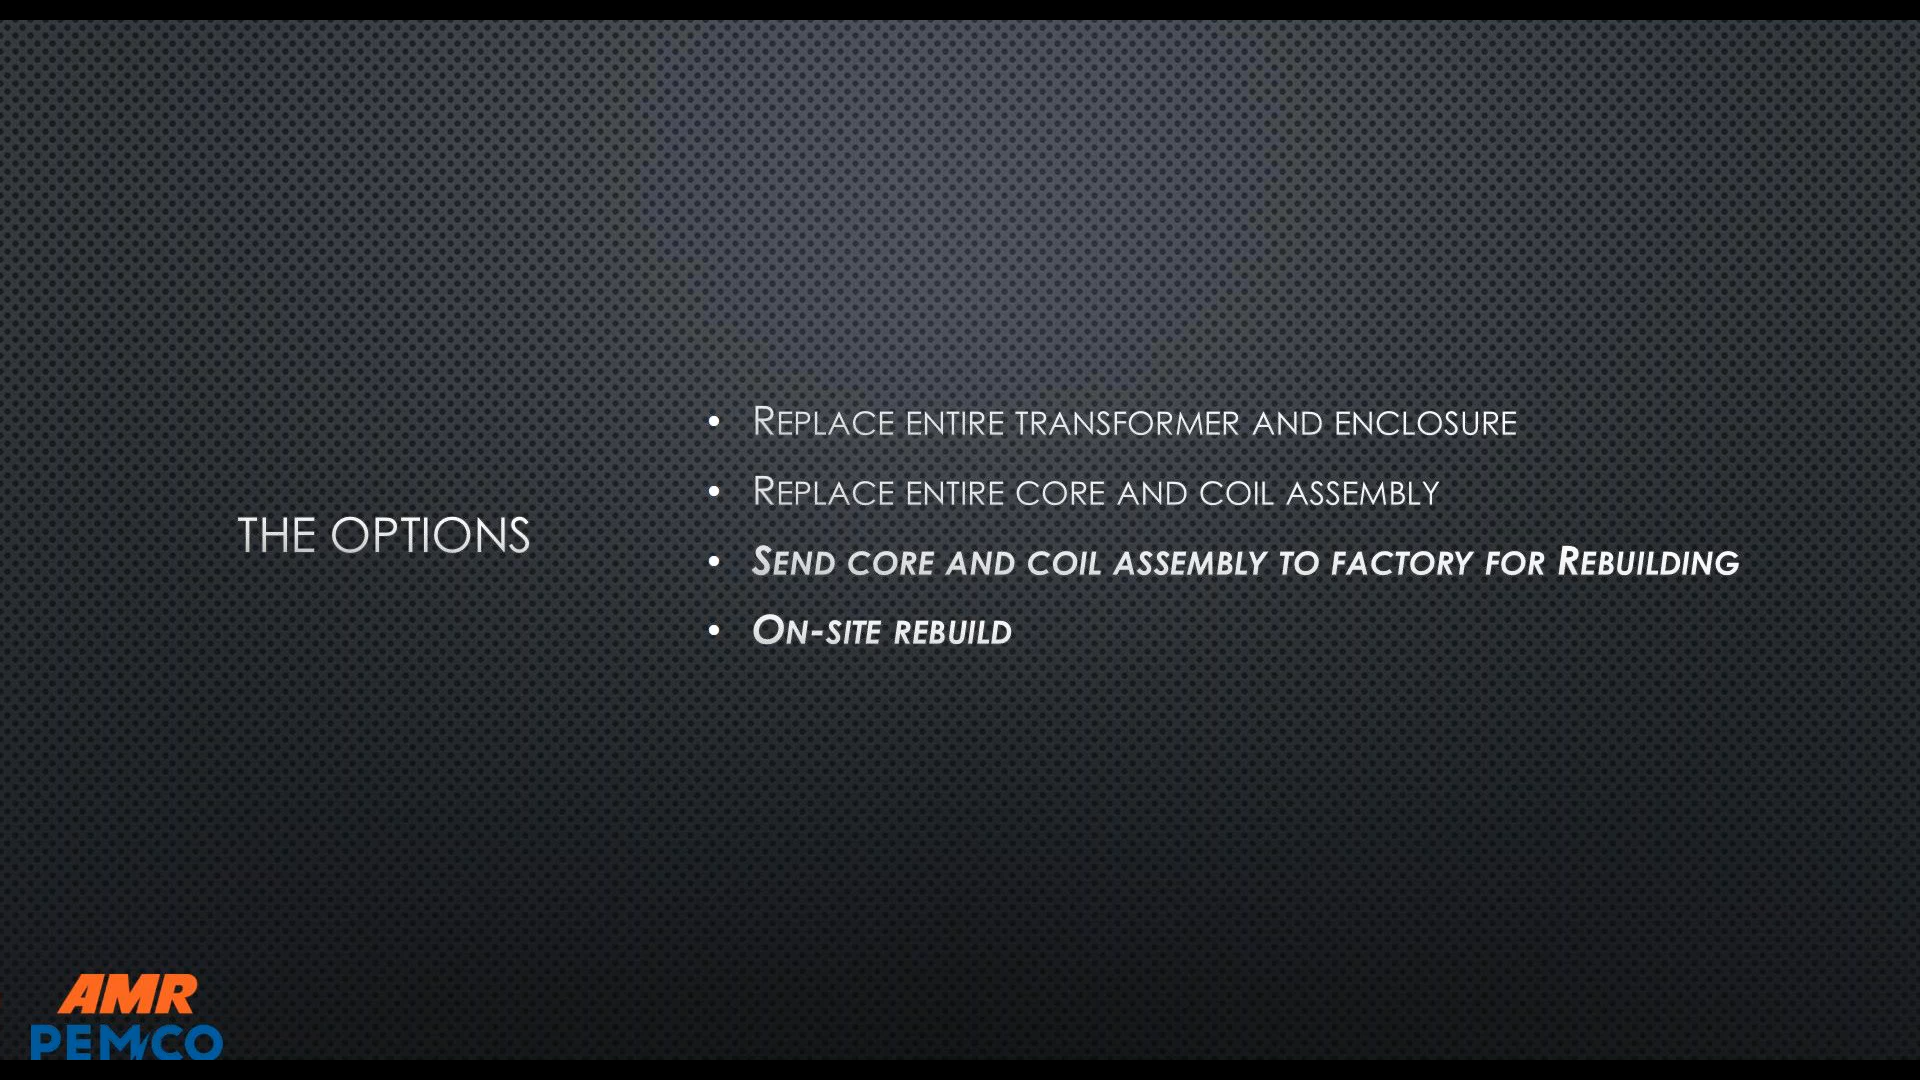 THE OPTIONS
• REPLACE ENTIRE TRANSFORMER AND ENCLOSURE
• REPLACE ENTIRE CORE AND COIL ASSEMBLY
• SEND CORE AND COIL ASSEMBLY TO FACTORY FOR REBUILDING
• ON-SITE REBUILD
AMR
PEMCO